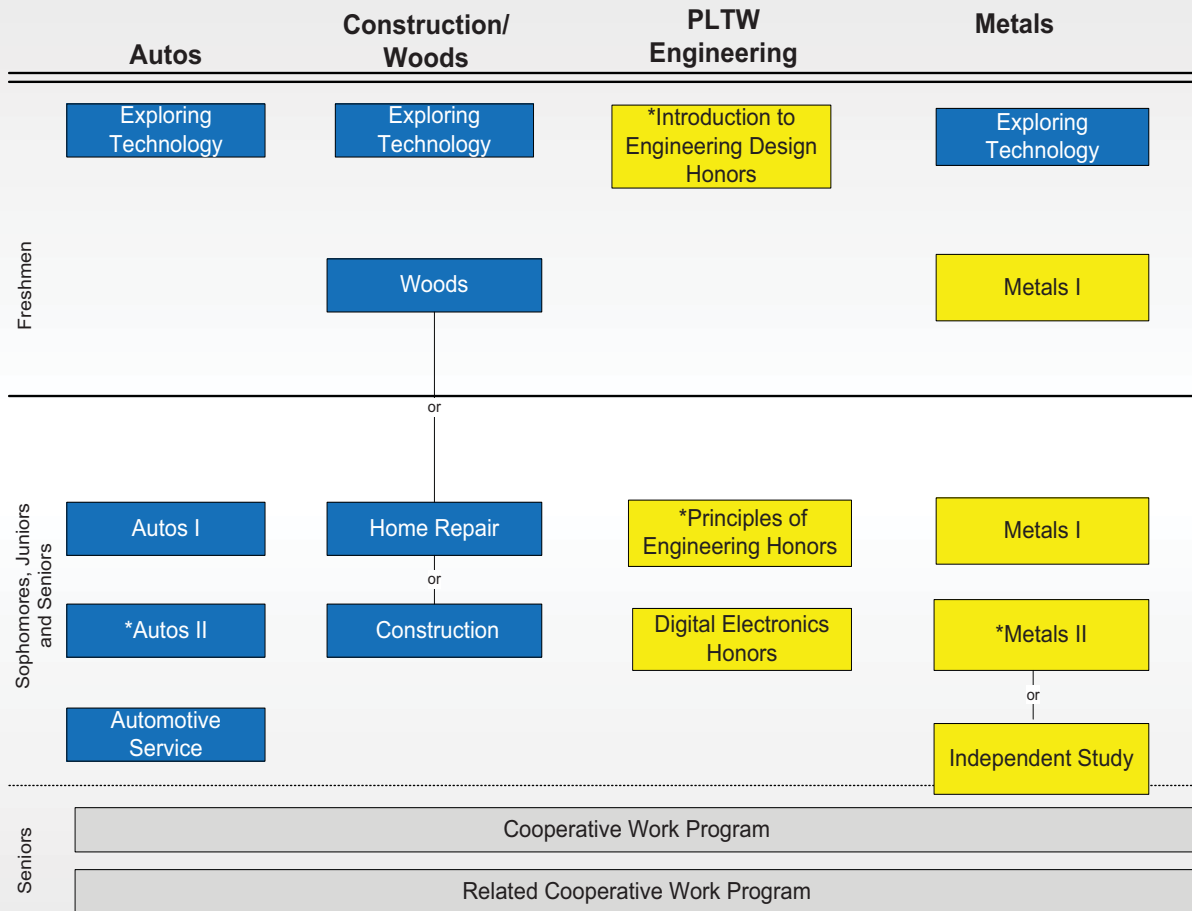 Autos
Construction/
Woods
PLTW
Engineering
Metals
Freshmen
Exploring
Technology
Exploring
Technology
*Introduction to
Engineering Design
Honors
Exploring
Technology
Woods
Metals I
or
Sophomores, Juniors
and Seniors
Autos I
Home Repair
*Principles of
Engineering Honors
Metals I
or
*Autos II
Construction
Digital Electronics
Honors
*Metals II
or
Automotive
Service
Independent Study
Seniors
Cooperative Work Program
Related Cooperative Work Program